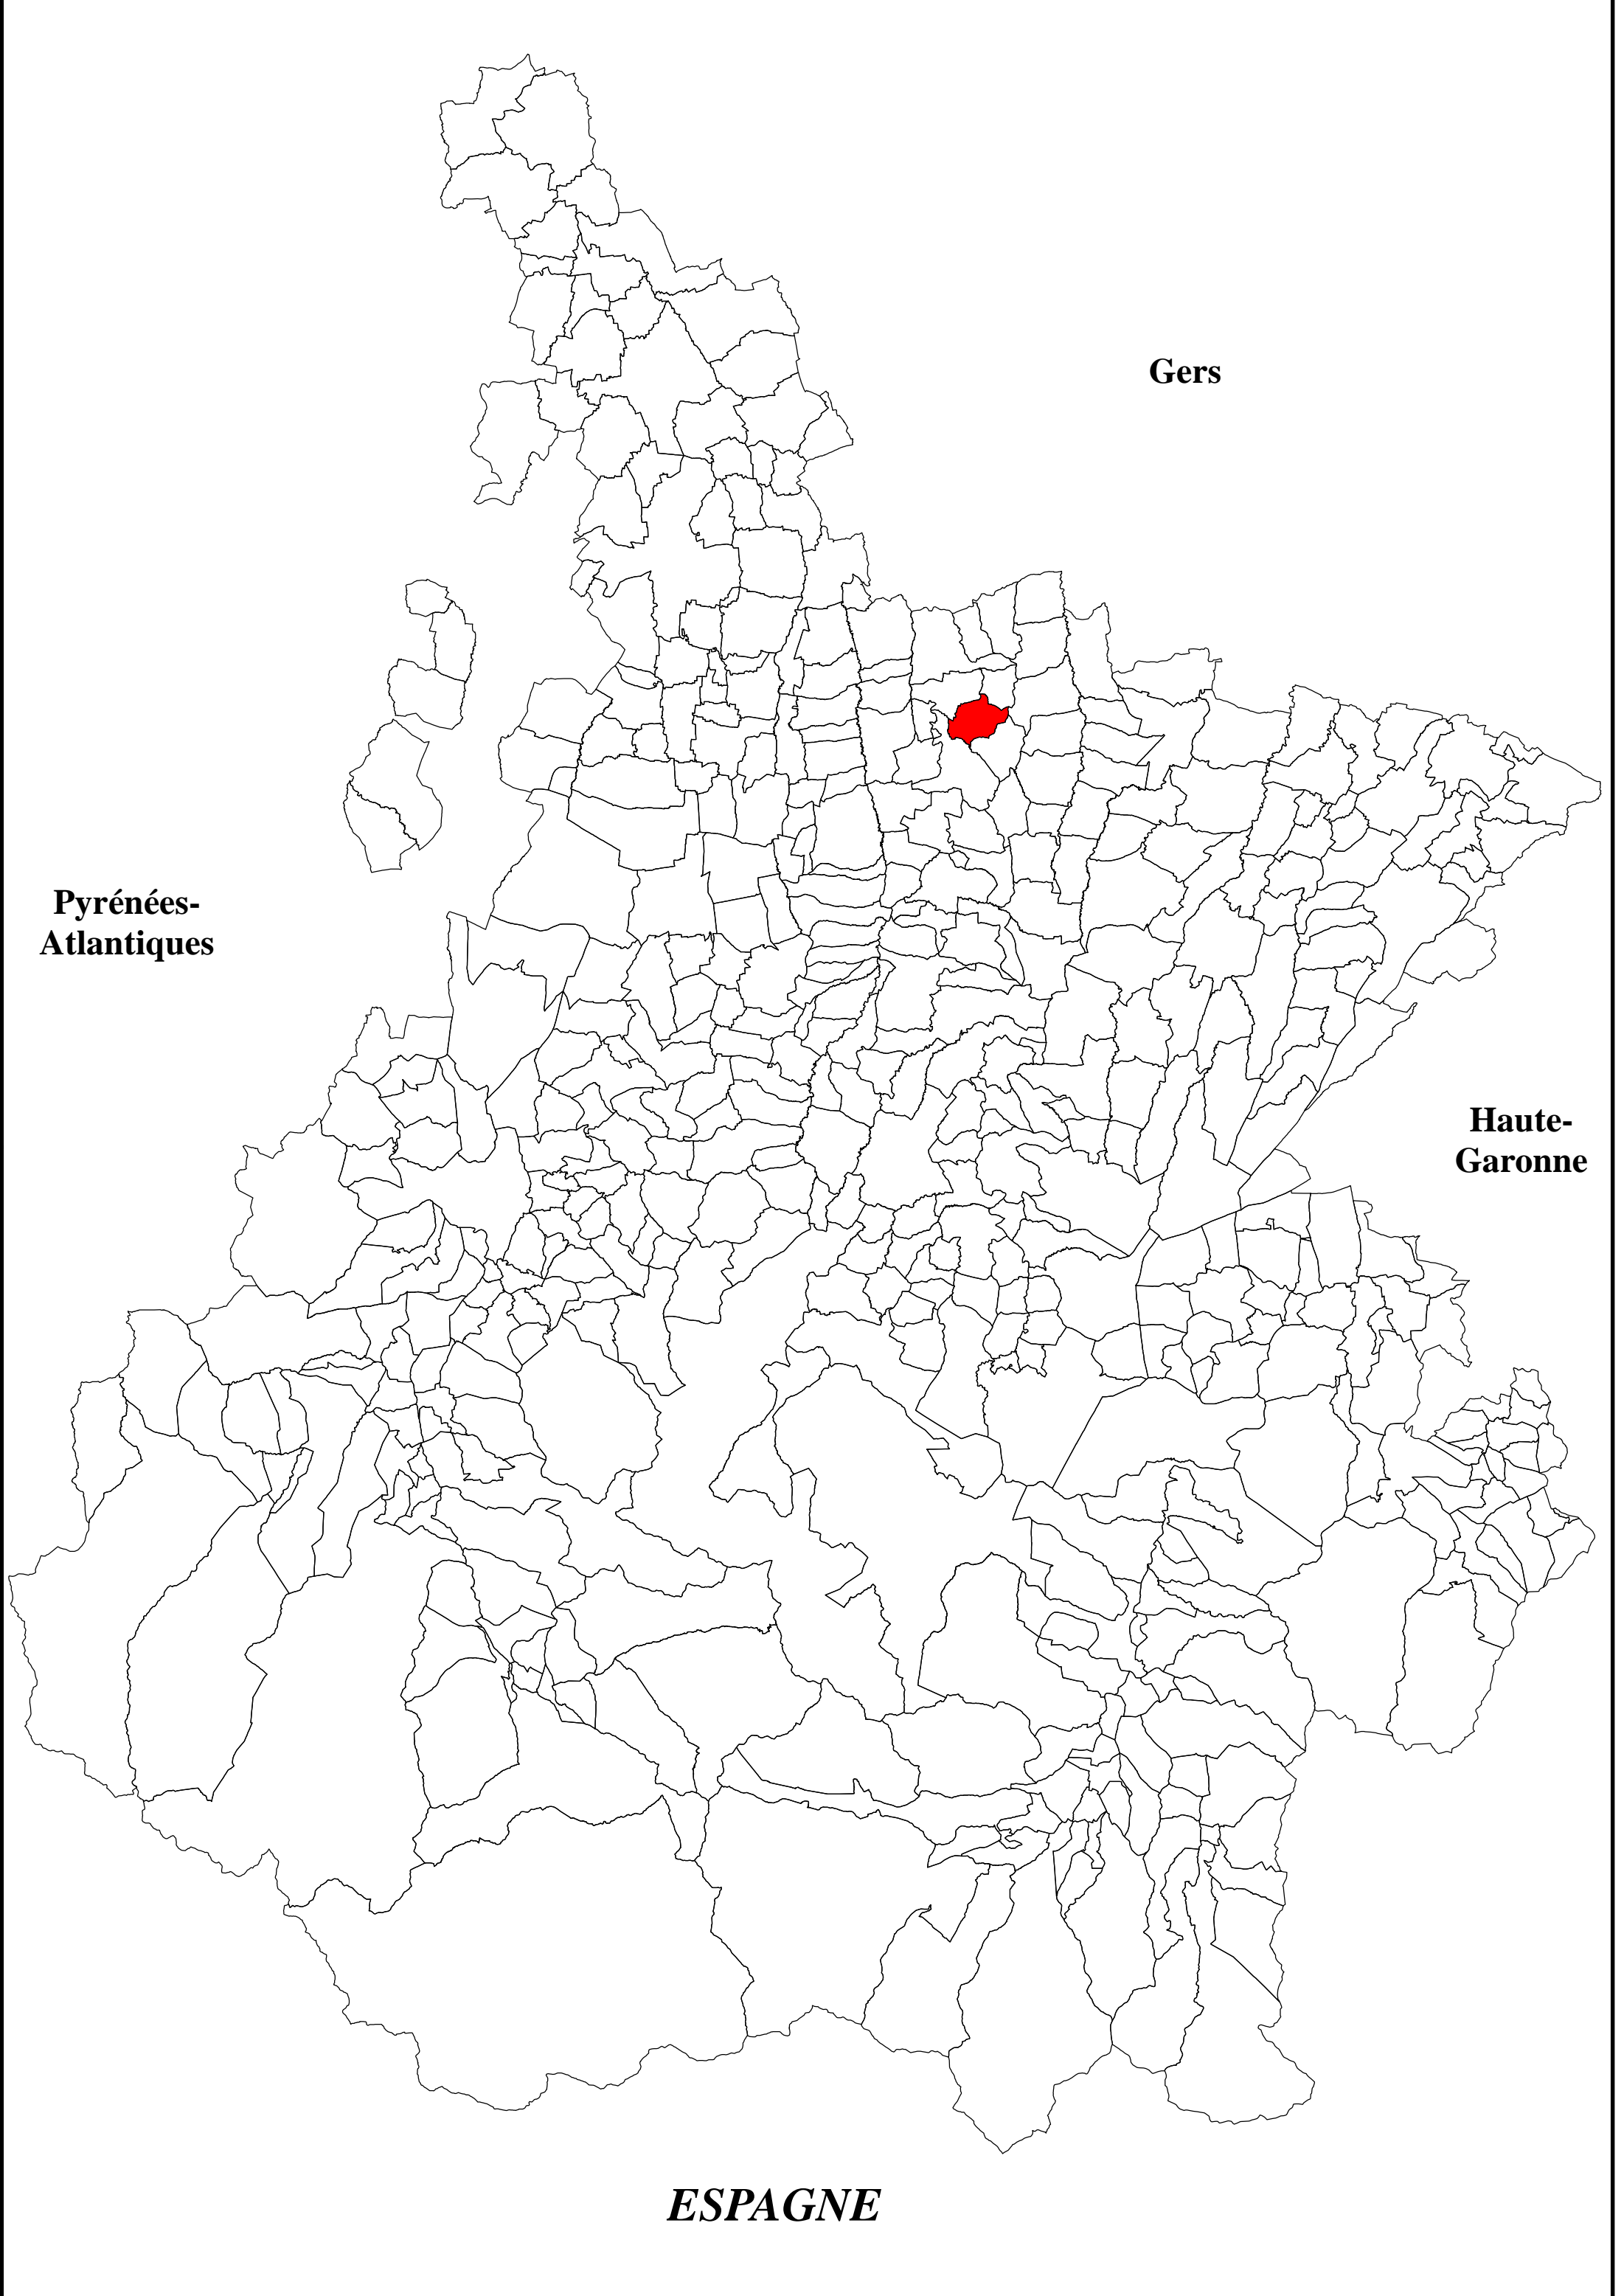 Gers
Pyrénées-
Atlantiques
Haute-
Garonne
ESPAGNE